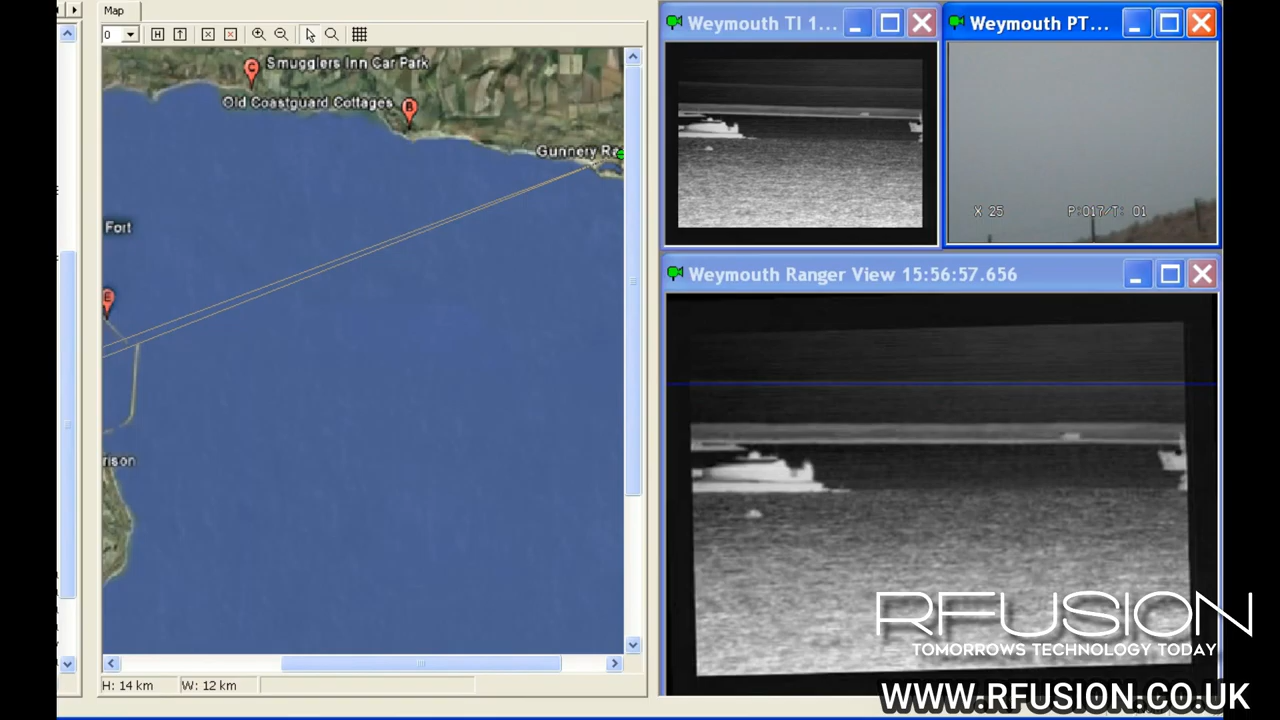 Map
0
H
Smugglers Inn Car Park
C
Old Coastguard Cottages
B
Gunnery Ra
Fort
E
rison
H: 14 km
W: 12 km
Weymouth TI 1...
Weymouth PT...
X 25 P:017/T: 01
Weymouth Ranger View 15:56:57.656
RFUSION
TOMORROWS TECHNOLOGY TODAY
WWW.RFUSION.CO.UK